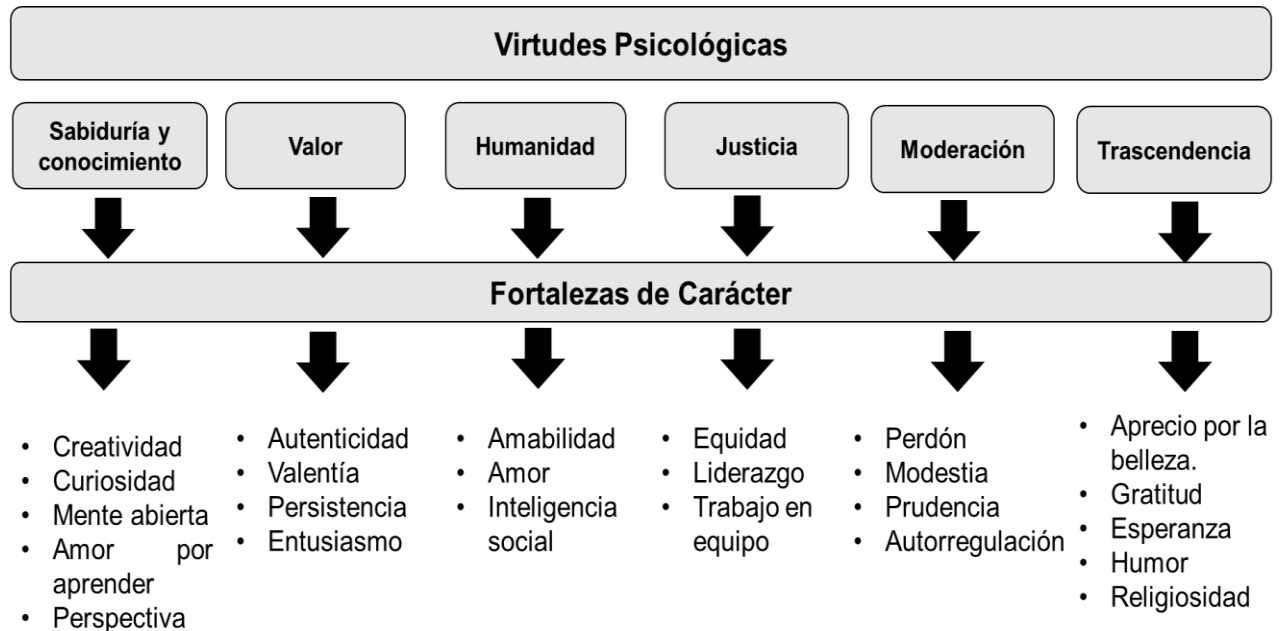 Virtudes Psicológicas
Sabiduría y
conocimiento
Valor
Humanidad
Justicia
Moderación
Trascendencia
Fortalezas de Carácter
• Creatividad
• Curiosidad
• Mente abierta
• Amor por
aprender
• Perspectiva
• Autenticidad
• Valentía
• Persistencia
• Entusiasmo
• Amabilidad
• Amor
• Inteligencia
social
• Equidad
• Liderazgo
• Trabajo en
equipo
• Perdón
• Modestia
• Prudencia
• Autorregulación
• Aprecio por la
belleza.
• Gratitud
• Esperanza
• Humor
• Religiosidad